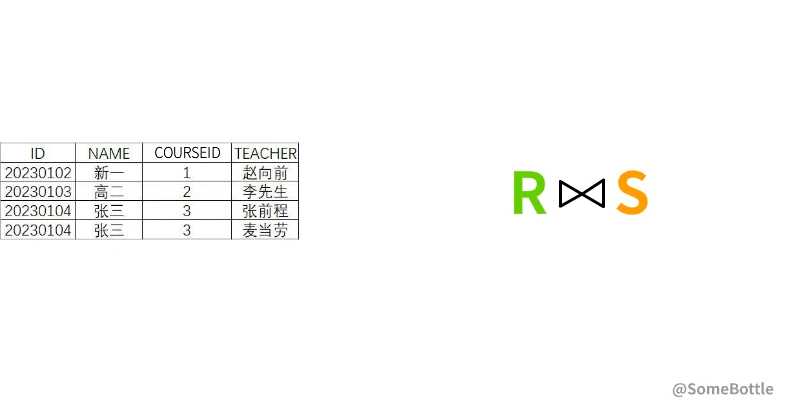 ID NAME COURSEID TEACHER
20230102 新一 1 赵向前
20230103 高二 2 李先生
20230104 张三 3 张前程
20230104 张三 3 麦当劳
R ⋈ S
@SomeBottle